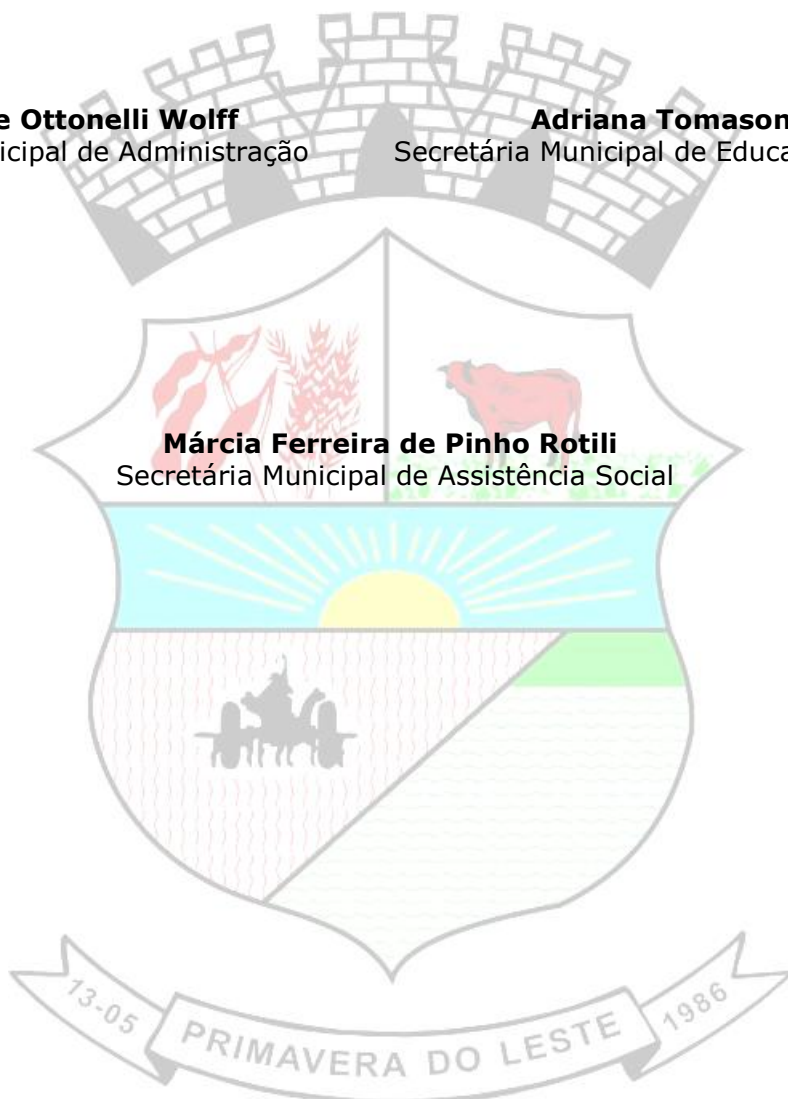 e Ottonelli Wolff
icipal de Administração
Adriana Tomason
Secretária Municipal de Educa
Márcia Ferreira de Pinho Rotili
Secretária Municipal de Assistência Social
13-05 PRIMAVERA DO LESTE 1986